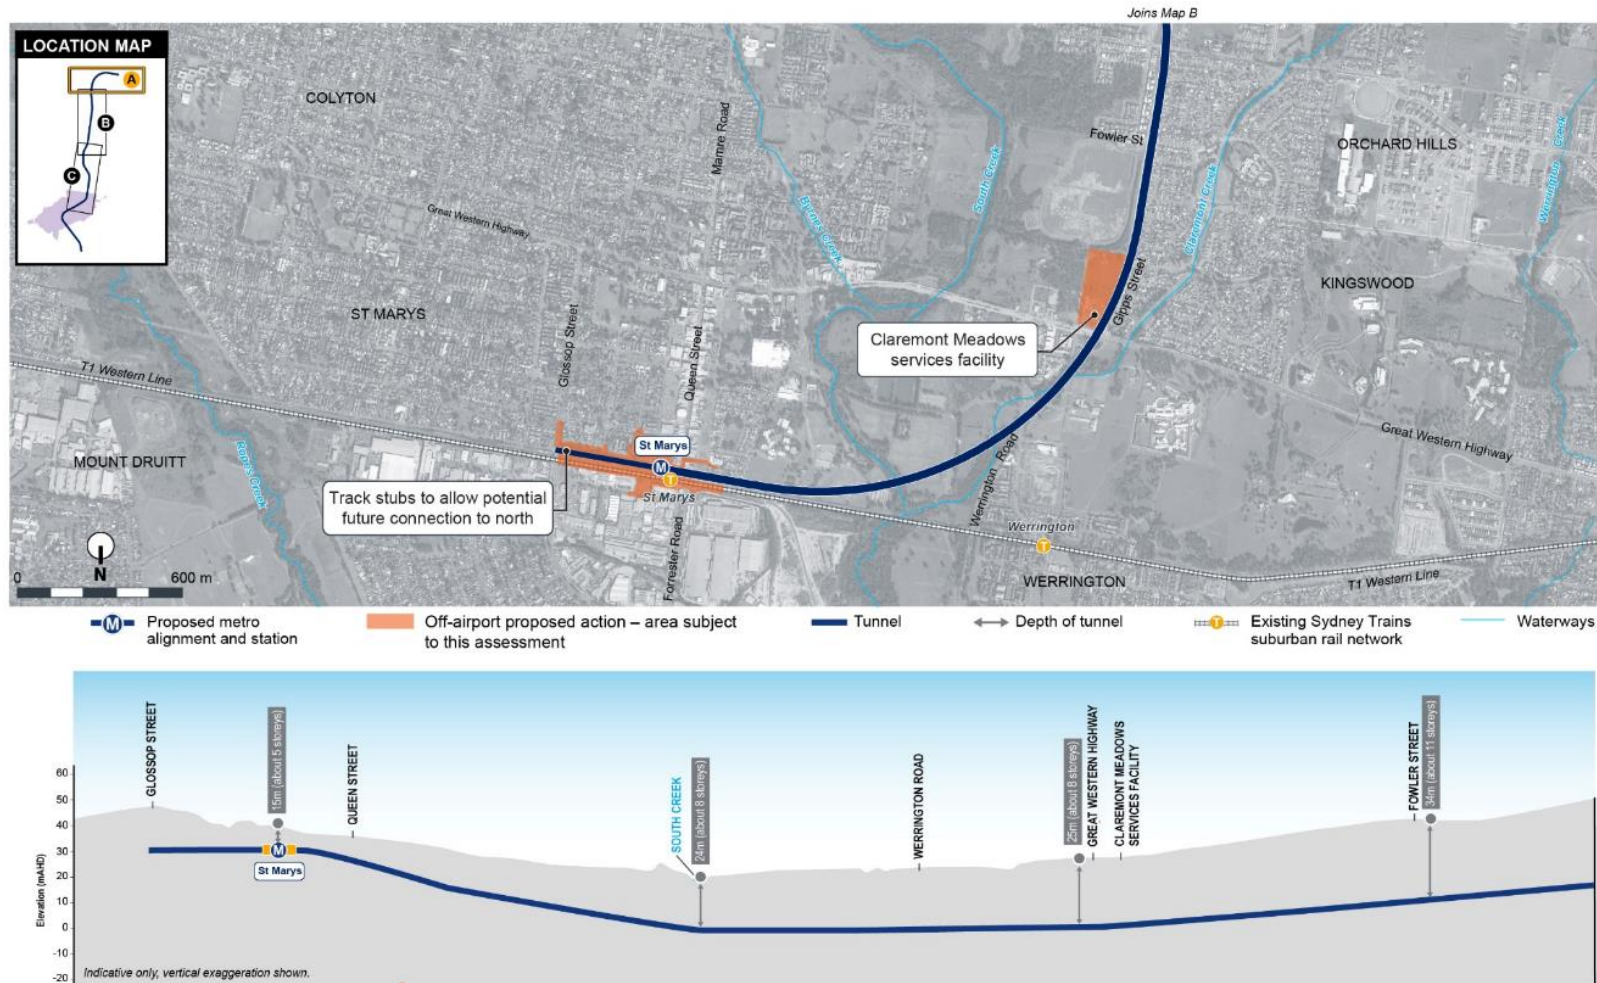 Joins Map B
LOCATION MAP
A
B
C
COLYTON
Mamre Road
Fowler St
ORCHARD HILLS
Werrington Creek
South Creek
Byrnes Creek
Claremont Creek
Great Western Highway
Gipps Street
KINGSWOOD
ST MARYS
Glossop Street
Queen Street
Claremont Meadows
services facility
T1 Western Line
Great Western Highway
St Marys
M
T
St Marys
MOUNT DRUITT
Ropes Creek
Track stubs to allow potential
future connection to north
Werrington Road
Werrington
T
Forrester Road
WERRINGTON
T1 Western Line
N
0 600 m
M Proposed metro
alignment and station
Off-airport proposed action – area subject
to this assessment
Tunnel
Depth of tunnel
T Existing Sydney Trains
suburban rail network
Waterways
GLOSSOP STREET
15m (about 5 storeys)
QUEEN STREET
SOUTH CREEK
24m (about 8 storeys)
WERRINGTON ROAD
25m (about 8 storeys)
GREAT WESTERN HIGHWAY
CLAREMONT MEADOWS
SERVICES FACILITY
FOWLER STREET
34m (about 11 storeys)
Elevation (mAHD)
60
50
40
30
20
10
0
-10
-20
M
St Marys
Indicative only, vertical exaggeration shown.